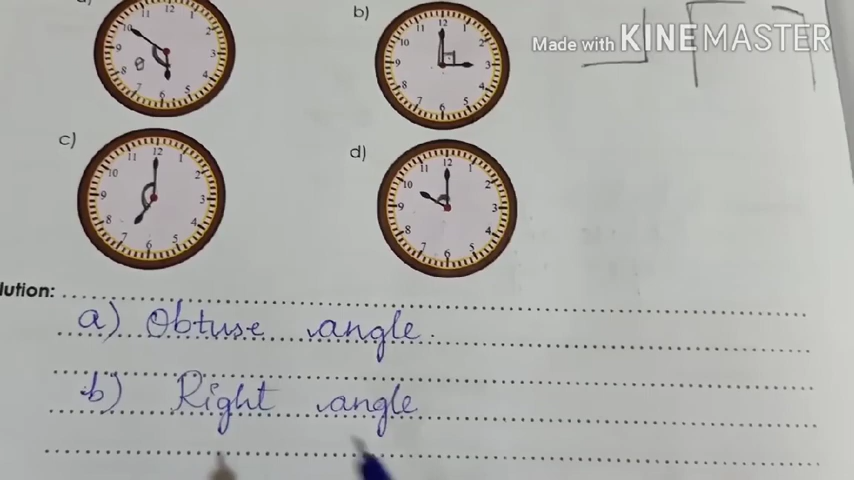 b)
Made with KINEMASTER
c)
d)
lution:
a) Obtuse angle.
b) Right angle